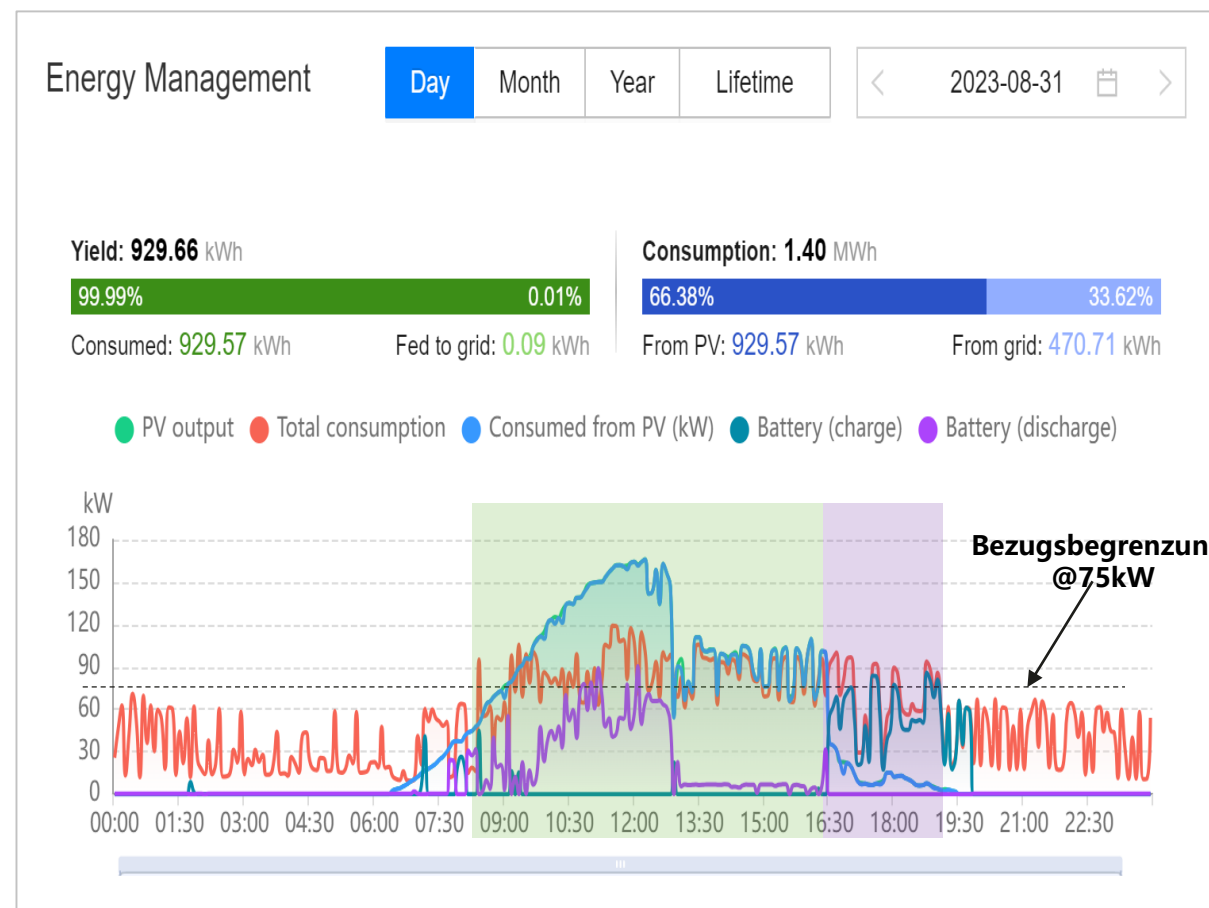 Energy Management
Day Month Year Lifetime
2023-08-31
Yield: 929.66 kWh
99.99% 0.01%
Consumed: 929.57 kWh Fed to grid: 0.09 kWh
Consumption: 1.40 MWh
66.38% 33.62%
From PV: 929.57 kWh From grid: 470.71 kWh
PV output Total consumption Consumed from PV (kW) Battery (charge) Battery (discharge)
kW
180
150
120
90
60
30
0
Bezugsbegrenzun
@75kW
00:00 01:30 03:00 04:30 06:00 07:30 09:00 10:30 12:00 13:30 15:00 16:30 18:00 19:30 21:00 22:30